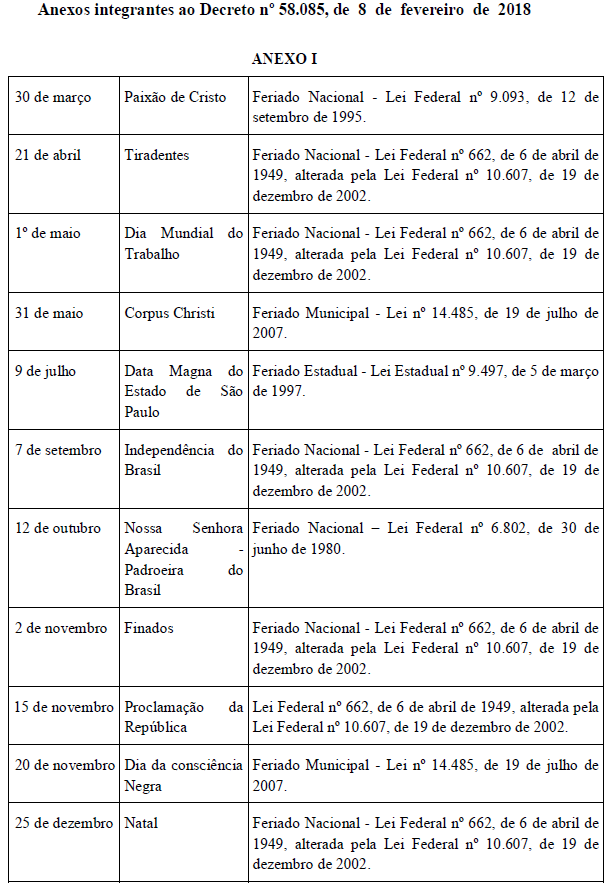 Anexos integrantes ao Decreto nº 58.085, de 8 de fevereiro de 2018
ANEXO I
30 de março
Paixão de Cristo
Feriado Nacional - Lei Federal nº 9.093, de 12 de
setembro de 1995.
21 de abril
Tiradentes
Feriado Nacional - Lei Federal nº 662, de 6 de abril de
1949, alterada pela Lei Federal nº 10.607, de 19 de
dezembro de 2002.
1º de maio
Dia Mundial do
Trabalho
Feriado Nacional - Lei Federal nº 662, de 6 de abril de
1949, alterada pela Lei Federal nº 10.607, de 19 de
dezembro de 2002.
31 de maio
Corpus Christi
Feriado Municipal - Lei nº 14.485, de 19 de julho de
2007.
9 de julho
Data Magna do
Estado de São
Paulo
Feriado Estadual - Lei Estadual nº 9.497, de 5 de março
de 1997.
7 de setembro
Independência do
Brasil
Feriado Nacional - Lei Federal nº 662, de 6 de abril de
1949, alterada pela Lei Federal nº 10.607, de 19 de
dezembro de 2002.
12 de outubro
Nossa Senhora
Aparecida -
Padroeira do
Brasil
Feriado Nacional – Lei Federal nº 6.802, de 30 de
junho de 1980.
2 de novembro
Finados
Feriado Nacional - Lei Federal nº 662, de 6 de abril de
1949, alterada pela Lei Federal nº 10.607, de 19 de
dezembro de 2002.
15 de novembro
Proclamação da
República
Lei Federal nº 662, de 6 de abril de 1949, alterada pela
Lei Federal nº 10.607, de 19 de dezembro de 2002.
20 de novembro
Dia da consciência
Negra
Feriado Municipal - Lei nº 14.485, de 19 de julho de
2007.
25 de dezembro
Natal
Feriado Nacional - Lei Federal nº 662, de 6 de abril de
1949, alterada pela Lei Federal nº 10.607, de 19 de
dezembro de 2002.